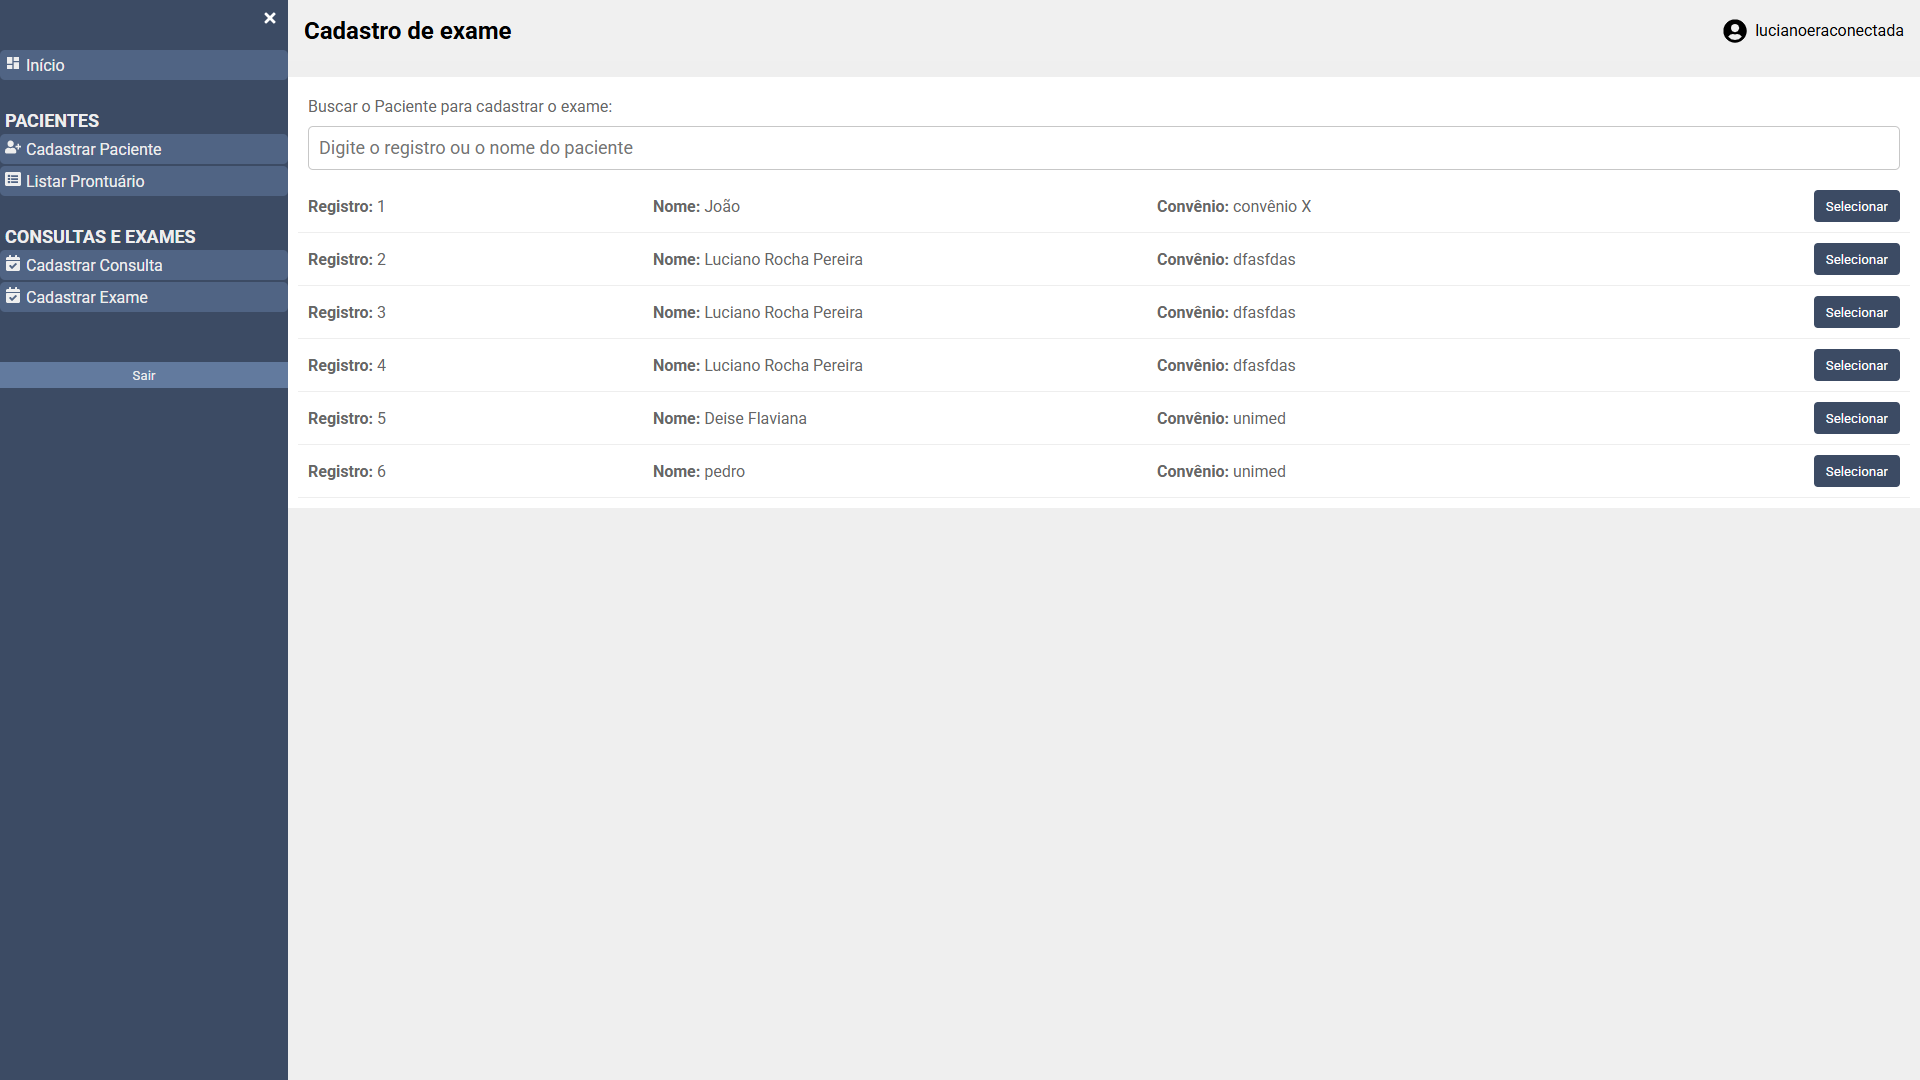 Cadastro de exame
lucianoeraconectada
Início
PACIENTES
Cadastrar Paciente
Listar Prontuário
CONSULTAS E EXAMES
Cadastrar Consulta
Cadastrar Exame
Sair
Buscar o Paciente para cadastrar o exame:
Digite o registro ou o nome do paciente
Registro: 1 Nome: João Convênio: convênio X Selecionar
Registro: 2 Nome: Luciano Rocha Pereira Convênio: dfasfdas Selecionar
Registro: 3 Nome: Luciano Rocha Pereira Convênio: dfasfdas Selecionar
Registro: 4 Nome: Luciano Rocha Pereira Convênio: dfasfdas Selecionar
Registro: 5 Nome: Deise Flaviana Convênio: unimed Selecionar
Registro: 6 Nome: pedro Convênio: unimed Selecionar